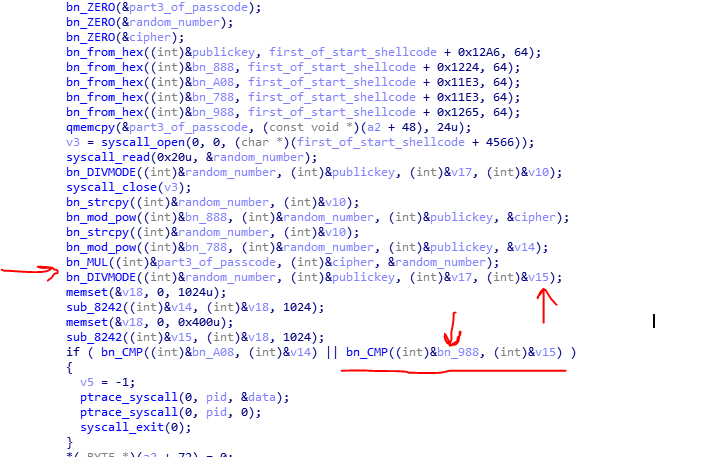 bn_ZERO(&part3_of_passcode);
bn_ZERO(&random_number);
bn_ZERO(&cipher);
bn_from_hex((int)&publickey, first_of_start_shellcode + 0x12A6, 64);
bn_from_hex((int)&bn_888, first_of_start_shellcode + 0x1224, 64);
bn_from_hex((int)&bn_A08, first_of_start_shellcode + 0x11E3, 64);
bn_from_hex((int)&bn_788, first_of_start_shellcode + 0x11E3, 64);
bn_from_hex((int)&bn_988, first_of_start_shellcode + 0x1265, 64);
qmemcpy(&part3_of_passcode, (const void *)(a2 + 48), 24u);
v3 = syscall_open(0, 0, (char *)(first_of_start_shellcode + 4566));
syscall_read(0x20u, &random_number);
bn_DIVMODE((int)&random_number, (int)&publickey, (int)&v17, (int)&v10);
syscall_close(v3);
bn_strcpy((int)&random_number, (int)&v10);
bn_mod_pow((int)&bn_888, (int)&random_number, (int)&publickey, &cipher);
bn_strcpy((int)&random_number, (int)&v10);
bn_mod_pow((int)&bn_788, (int)&random_number, (int)&publickey, &v14);
bn_MUL((int)&part3_of_passcode, (int)&cipher, &random_number);
bn_DIVMODE((int)&random_number, (int)&publickey, (int)&v17, (int)&v15);
memset(&v18, 0, 1024u);
sub_8242((int)&v14, (int)&v18, 1024);
memset(&v18, 0, 0x400u);
sub_8242((int)&v15, (int)&v18, 1024);
if ( bn_CMP((int)&bn_A08, (int)&v14) || bn_CMP((int)&bn_988, (int)&v15) )
{
v5 = -1;
ptrace_syscall(0, pid, &data);
ptrace_syscall(0, pid, 0);
syscall_exit(0);
}
*(_BYTE *)(a2 + 72) = 0;